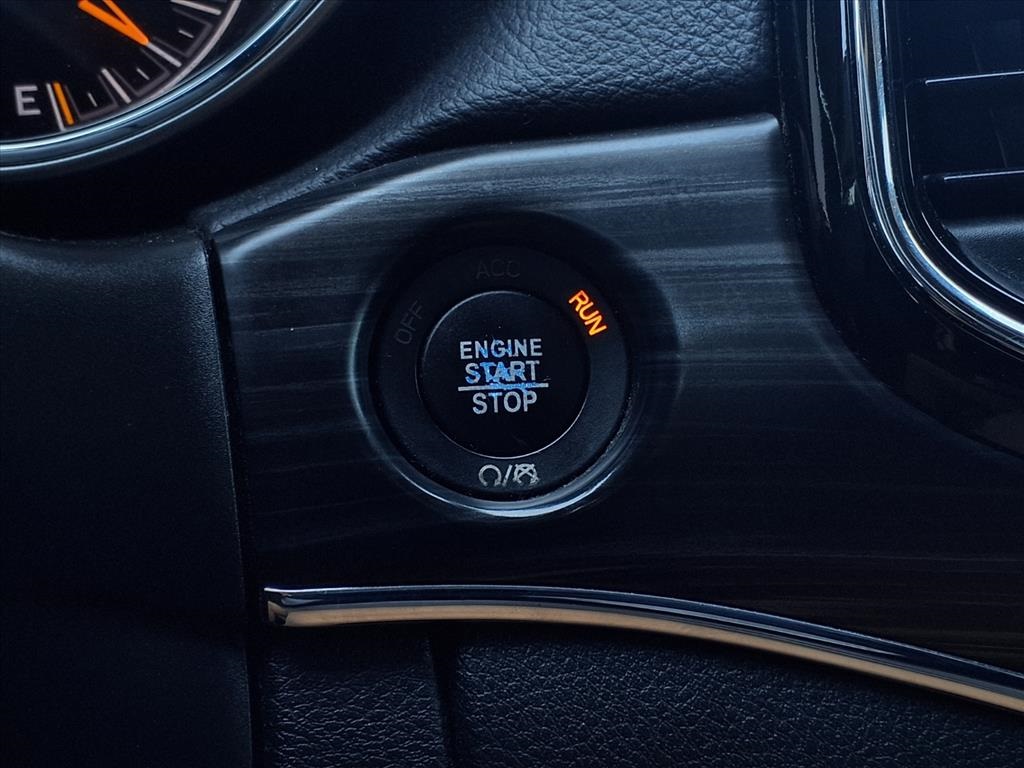 E
ACC
OFF
RUN
ENGINE
START
STOP